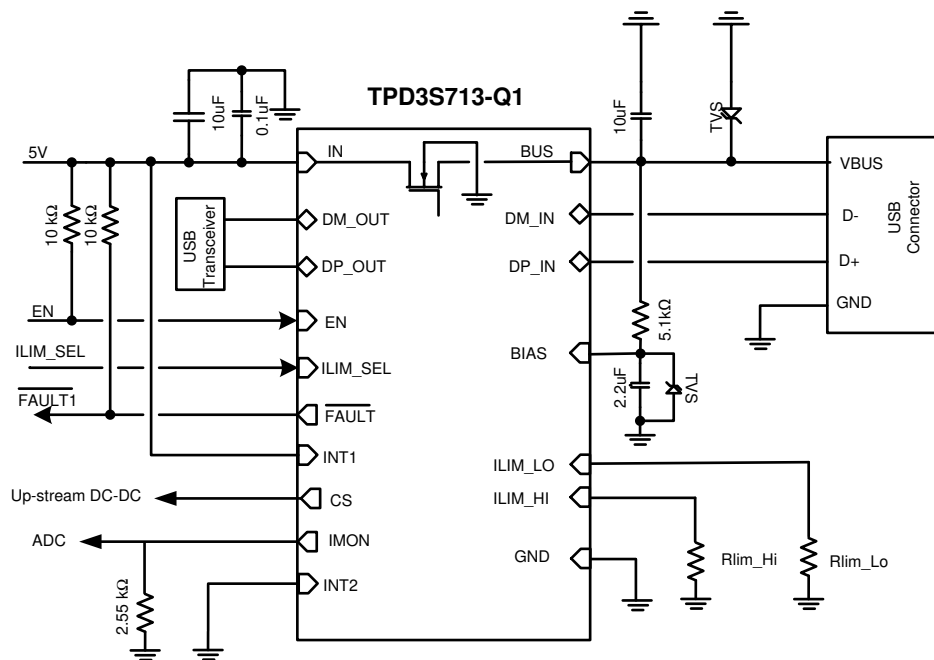 TPD3S713-Q1
10uF
0.1uF
10uF
TVS
5V
IN
BUS
VBUS
10 kΩ
10 kΩ
USB
Transceiver
DM_OUT
DM_IN
D-
USB
Connector
DP_OUT
DP_IN
D+
EN
EN
GND
5.1kΩ
ILIM_SEL
ILIM_SEL
BIAS
2.2uF
TVS
FAULT1
FAULT
INT1
ILIM_LO
Up-stream DC-DC
CS
ILIM_HI
ADC
IMON
GND
Rlim_Hi
Rlim_Lo
2.55 kΩ
INT2